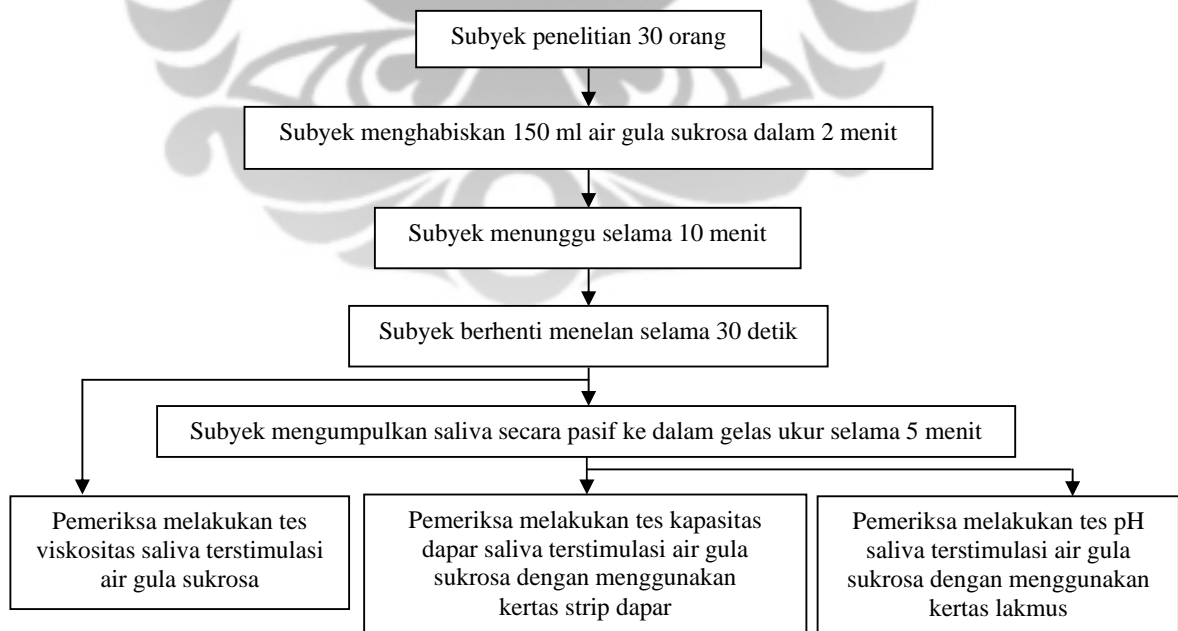 Subyek penelitian 30 orang
Subyek menghabiskan 150 ml air gula sukrosa dalam 2 menit
Subyek menunggu selama 10 menit
Subyek berhenti menelan selama 30 detik
Subyek mengumpulkan saliva secara pasif ke dalam gelas ukur selama 5 menit
Pemeriksa melakukan tes
viskositas saliva terstimulasi
air gula sukrosa
Pemeriksa melakukan tes kapasitas
dapar saliva terstimulasi air gula
sukrosa dengan menggunakan
kertas strip dapar
Pemeriksa melakukan tes pH
saliva terstimulasi air gula
sukrosa dengan menggunakan
kertas lakmus